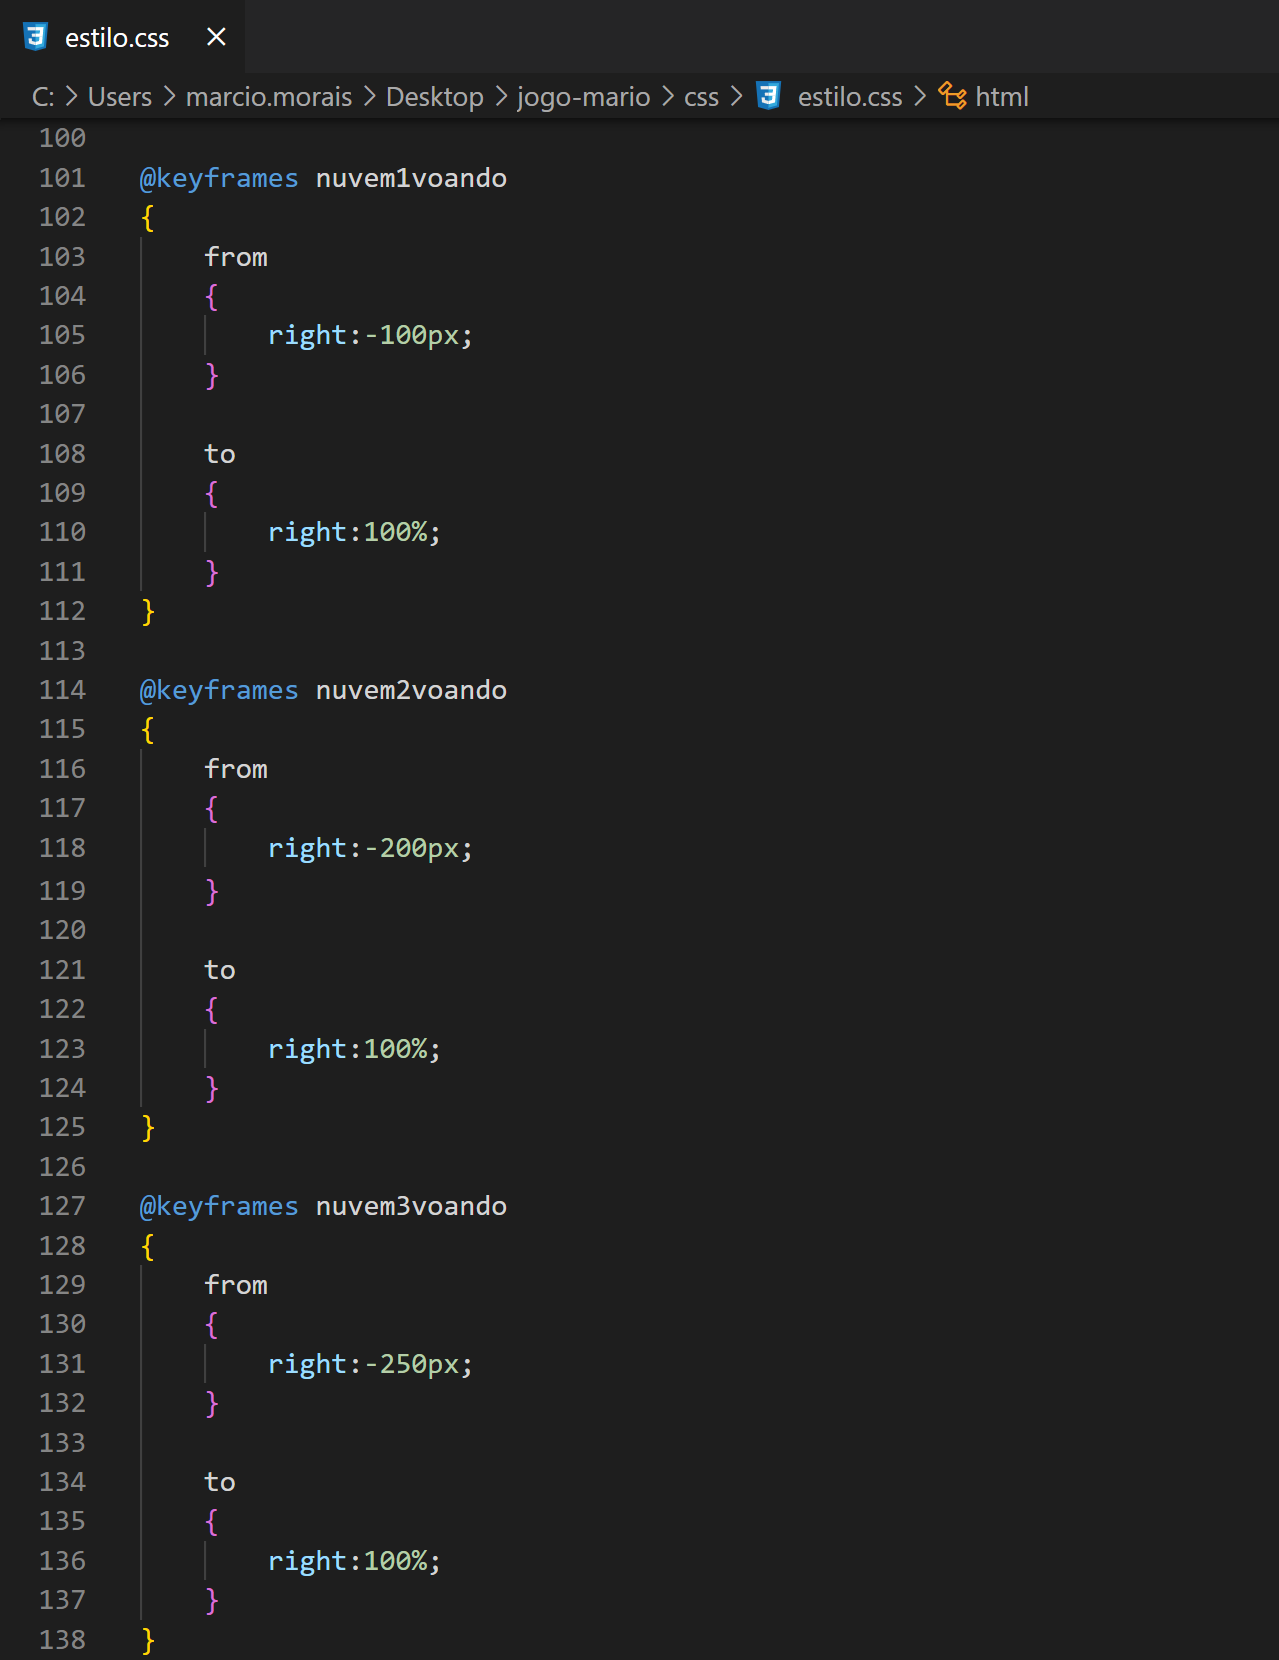 estilo.css ×
C: > Users > marcio.morais > Desktop > jogo-mario > css > estilo.css > html
100
101 @keyframes nuvem1voando
102 {
103     from
104     {
105         right:-100px;
106     }
107
108     to
109     {
110         right:100%;
111     }
112 }
113
114 @keyframes nuvem2voando
115 {
116     from
117     {
118         right:-200px;
119     }
120
121     to
122     {
123         right:100%;
124     }
125 }
126
127 @keyframes nuvem3voando
128 {
129     from
130     {
131         right:-250px;
132     }
133
134     to
135     {
136         right:100%;
137     }
138 }